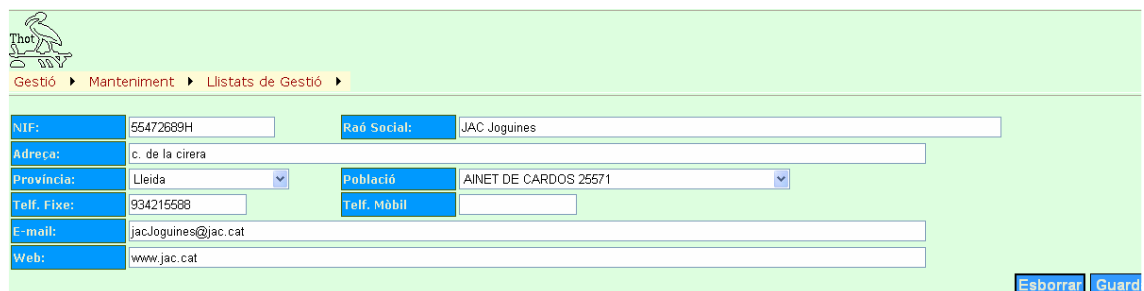 Thot
Gestió Manteniment Llistats de Gestió
NIF: 55472689H Raó Social: JAC Joguines
Adreça: c. de la cirera
Província: Lleida Població AINET DE CARDOS 25571
Telf. Fixe: 934215588 Telf. Mòbil
E-mail: jacJoguines@jac.cat
Web: www.jac.cat
Esborrar Guard